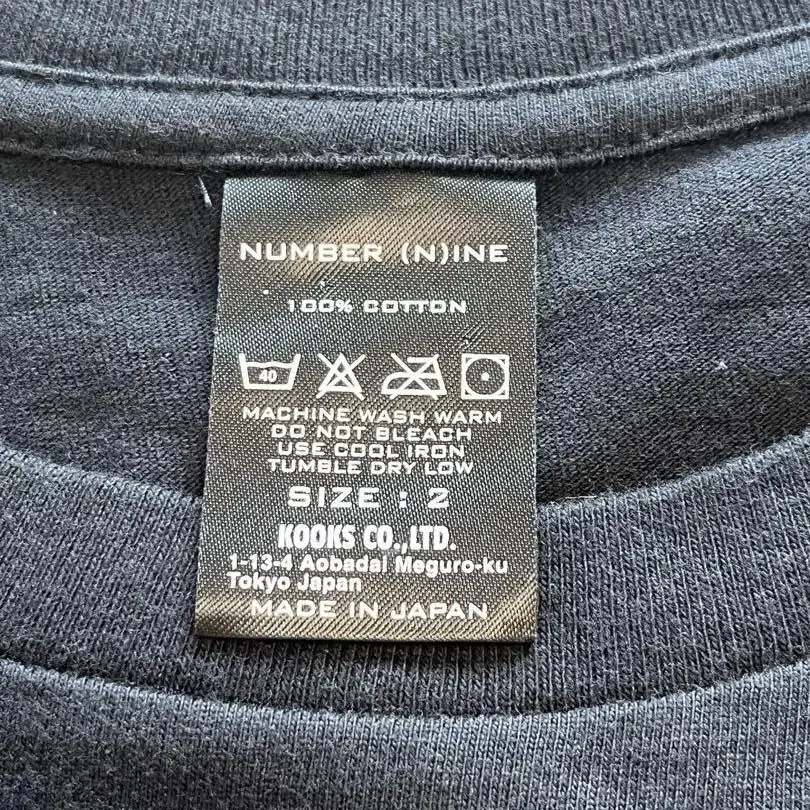 NUMBER (N)INE
100% COTTON
40
MACHINE WASH WARM
DO NOT BLEACH
USE COOL IRON
TUMBLE DRY LOW
SIZE : 2
KOOKS CO.,LTD.
1-13-4 Aobadai Meguro-ku
Tokyo Japan
MADE IN JAPAN